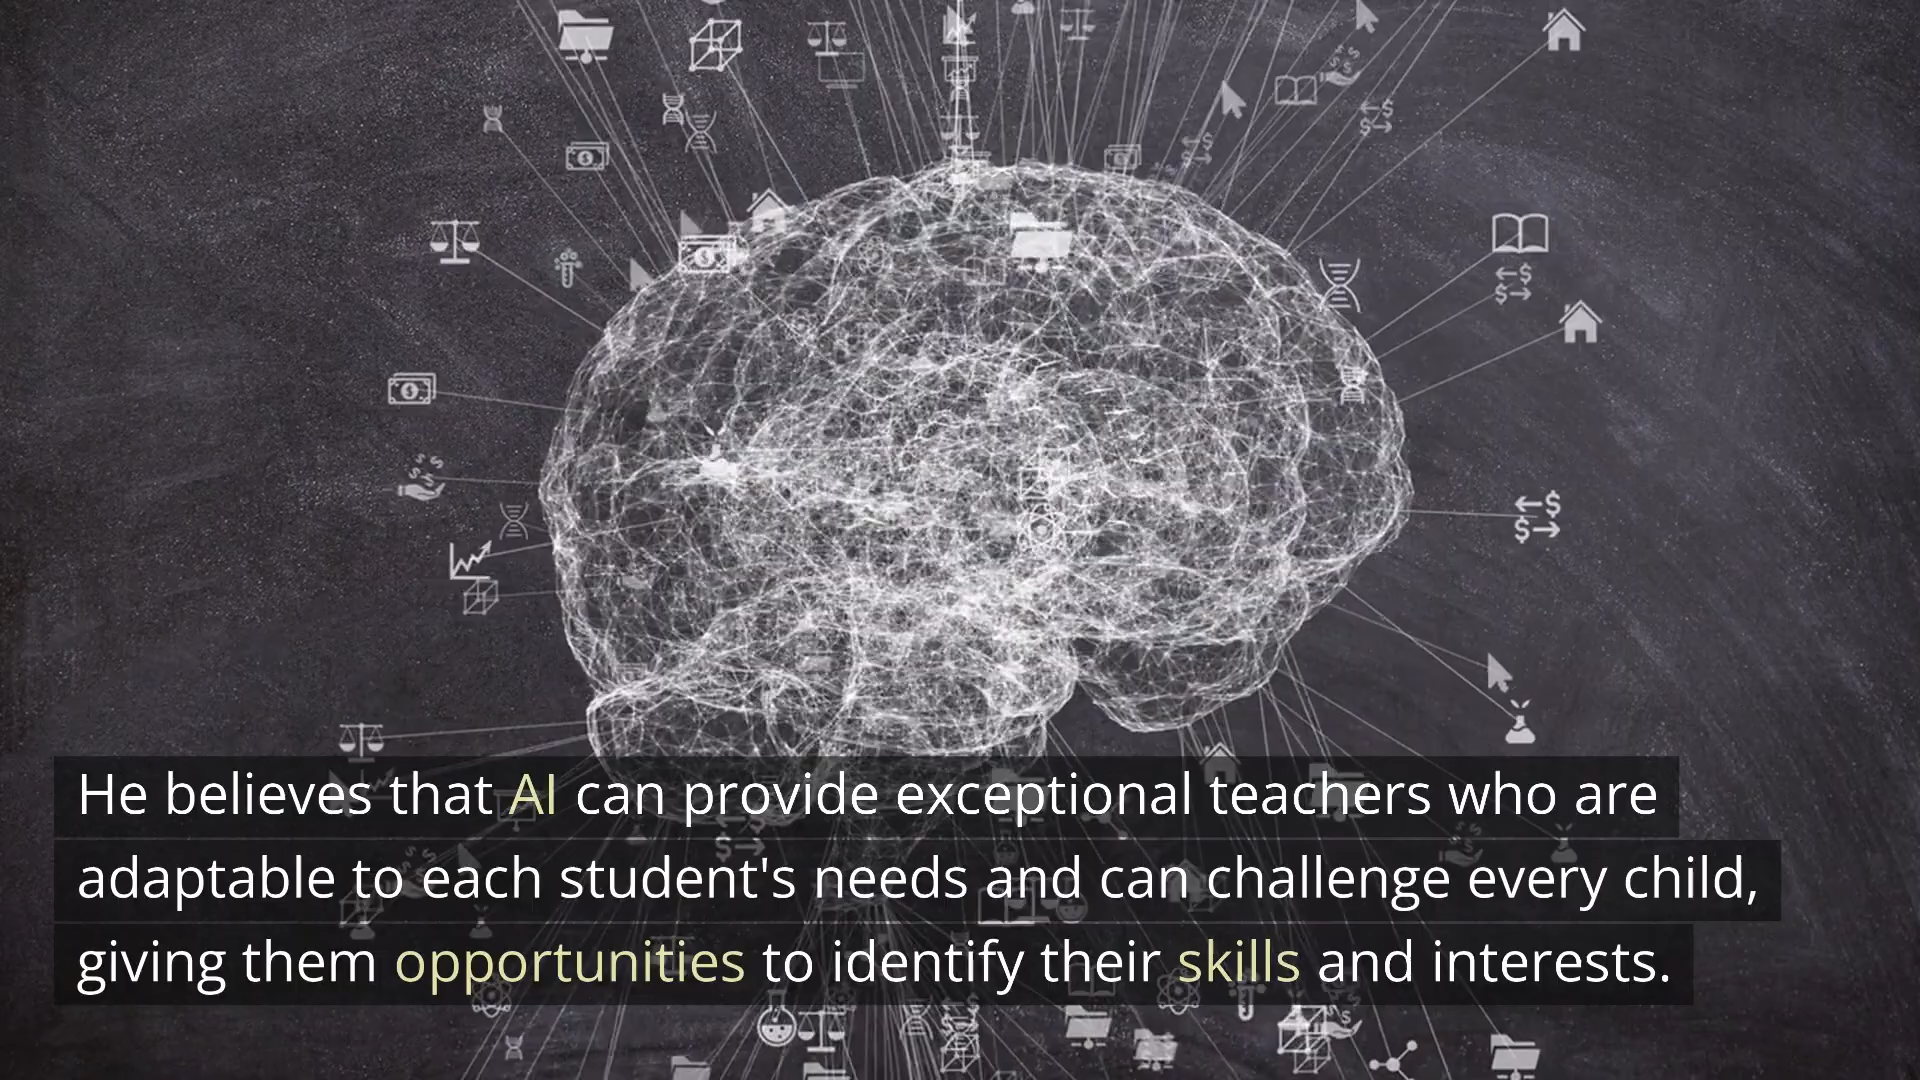 He believes that AI can provide exceptional teachers who are
adaptable to each student's needs and can challenge every child,
giving them opportunities to identify their skills and interests.